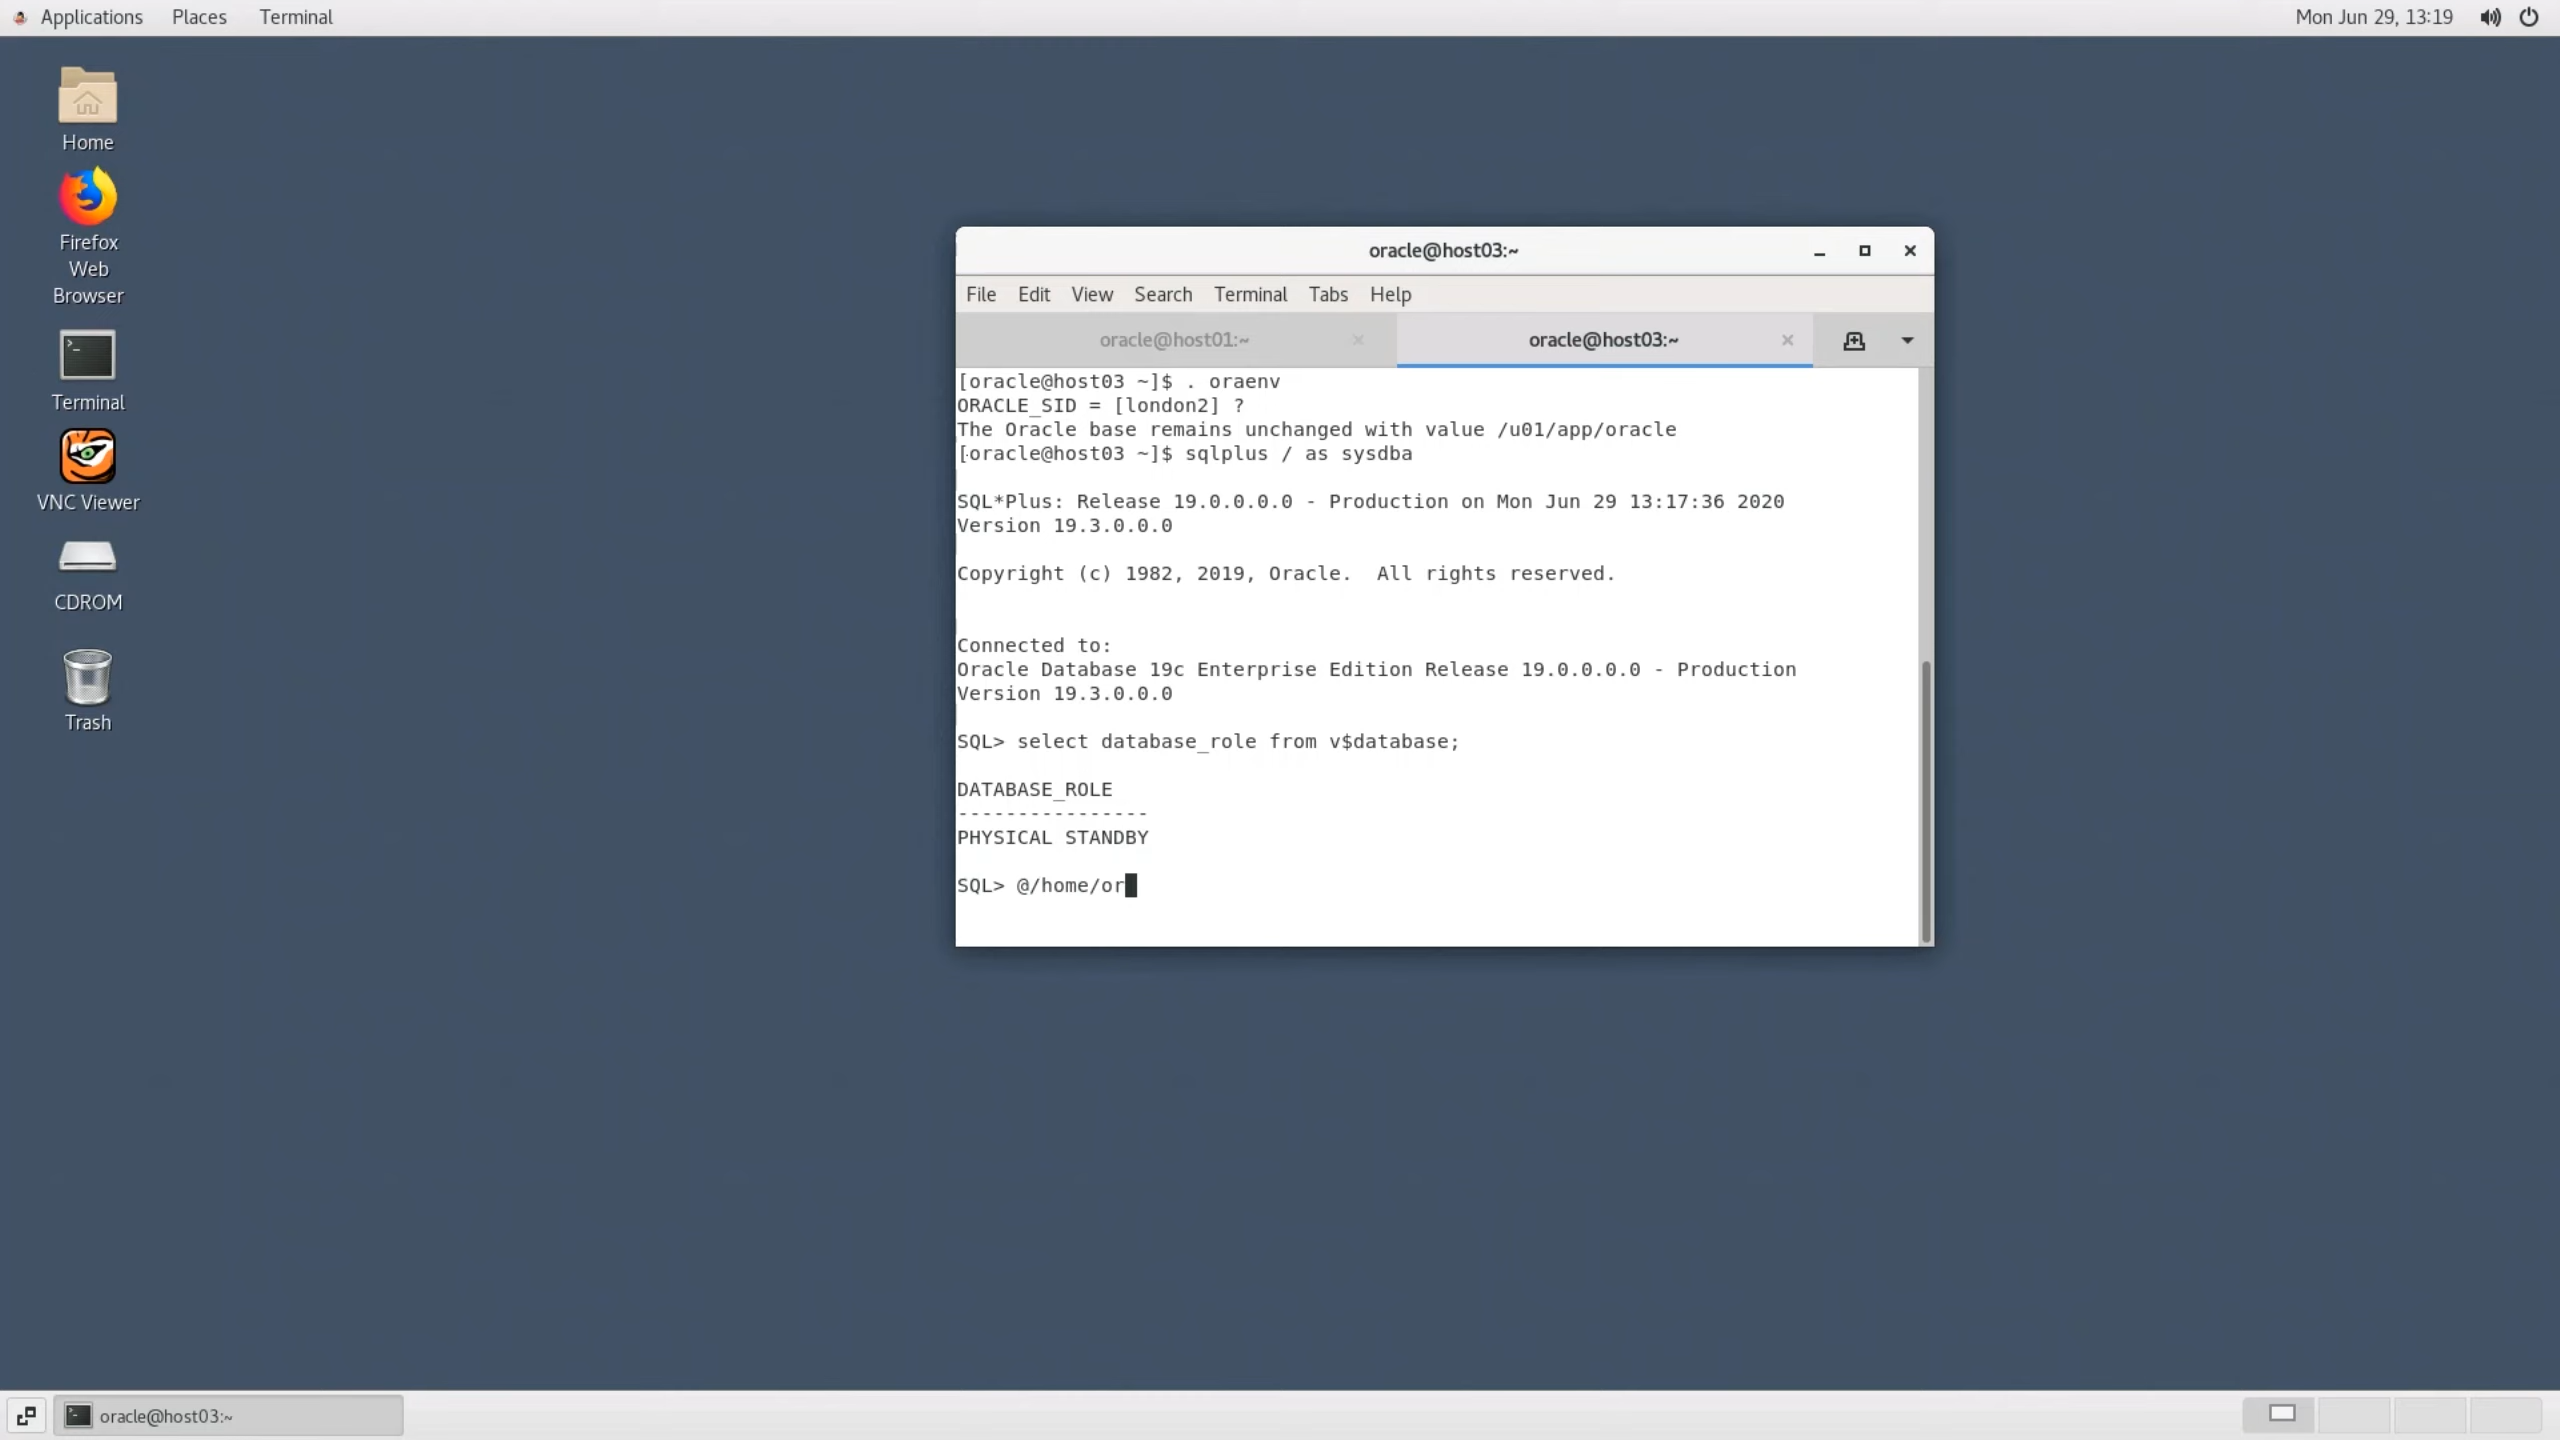 Applications Places Terminal Mon Jun 29, 13:19
Home
Firefox
Web
Browser
Terminal
VNC Viewer
CDROM
Trash
oracle@host03:~
File Edit View Search Terminal Tabs Help
oracle@host01:~ oracle@host03:~
[oracle@host03 ~]$ . oraenv
ORACLE_SID = [london2] ?
The Oracle base remains unchanged with value /u01/app/oracle
[oracle@host03 ~]$ sqlplus / as sysdba
SQL*Plus: Release 19.0.0.0.0 - Production on Mon Jun 29 13:17:36 2020
Version 19.3.0.0.0
Copyright (c) 1982, 2019, Oracle.  All rights reserved.
Connected to:
Oracle Database 19c Enterprise Edition Release 19.0.0.0.0 - Production
Version 19.3.0.0.0
SQL> select database_role from v$database;
DATABASE_ROLE
----------------
PHYSICAL STANDBY
SQL> @/home/or
oracle@host03:~